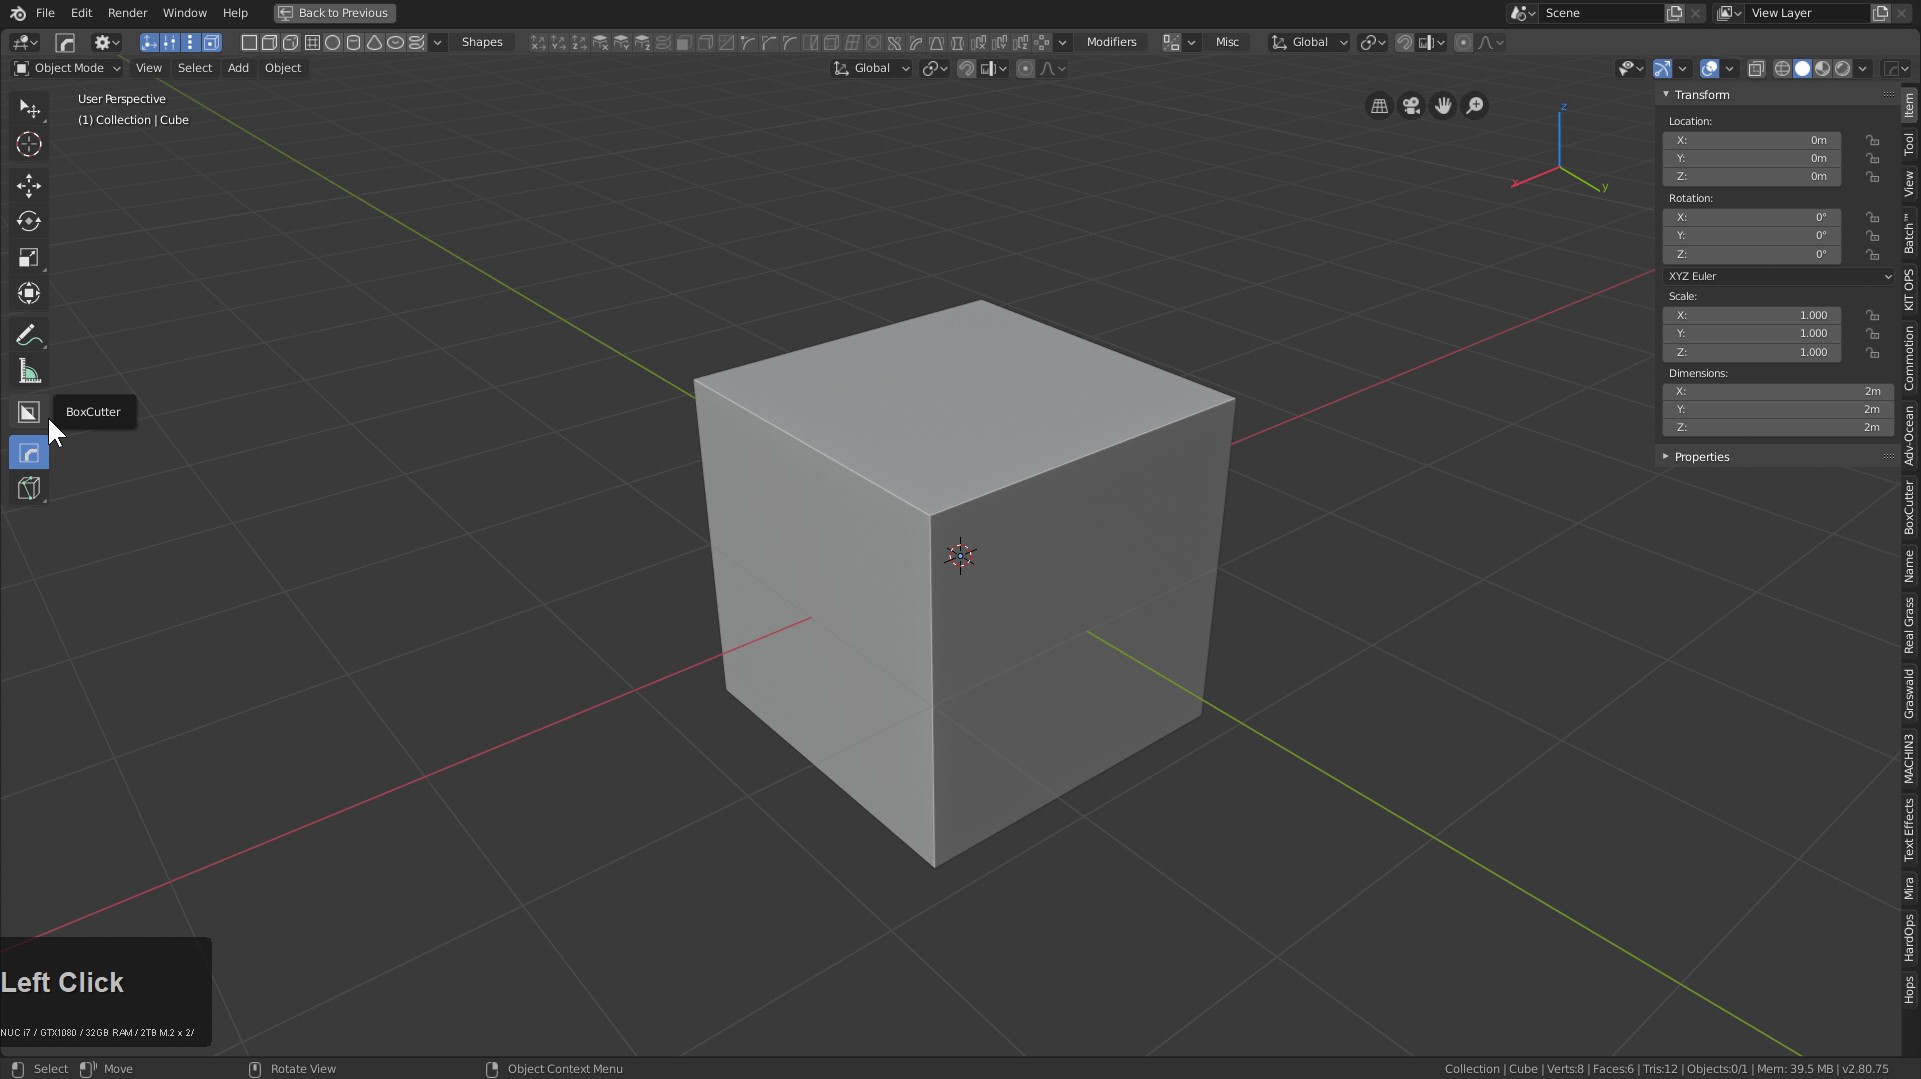 File Edit Render Window Help Back to Previous Scene View Layer
Shapes Modifiers Misc Global
Object Mode View Select Add Object Global
User Perspective
(1) Collection | Cube
BoxCutter
z
x
y
Transform
Location:
X: 0m
Y: 0m
Z: 0m
Rotation:
X: 0°
Y: 0°
Z: 0°
XYZ Euler
Scale:
X: 1.000
Y: 1.000
Z: 1.000
Dimensions:
X: 2m
Y: 2m
Z: 2m
Properties
Item
Tool
View
Batch™
KIT OPS
Commotion
Adv-Ocean
BoxCutter
Name
Real Grass
Graswald
MACHIN3
Text Effects
Mira
HardOps
Hops
Left Click
NUC i7 / GTX1080 / 32GB RAM / 2TB M.2 x 2/
Select Move Rotate View Object Context Menu Collection | Cube | Verts:8 | Faces:6 | Tris:12 | Objects:0/1 | Mem: 39.5 MB | v2.80.75